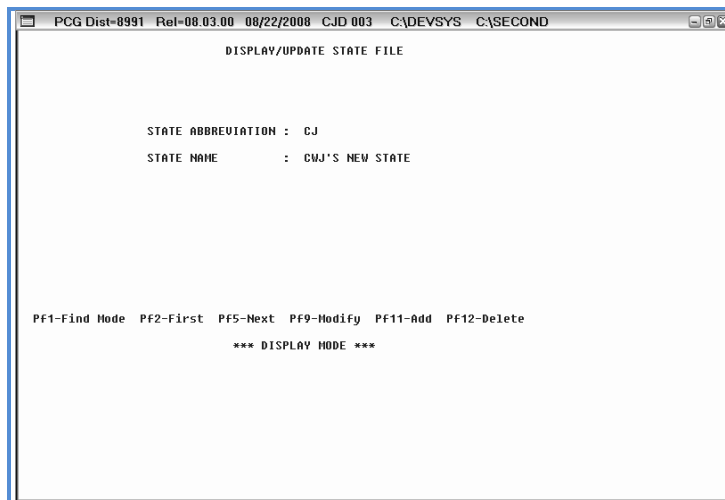 PCG Dist=8991 Rel=08.03.00 08/22/2008 CJD 003 C:\DEVSYS C:\SECOND
DISPLAY/UPDATE STATE FILE
STATE ABBREVIATION : CJ
STATE NAME : CWJ'S NEW STATE
Pf1-Find Mode Pf2-First Pf5-Next Pf9-Modify Pf11-Add Pf12-Delete
*** DISPLAY MODE ***